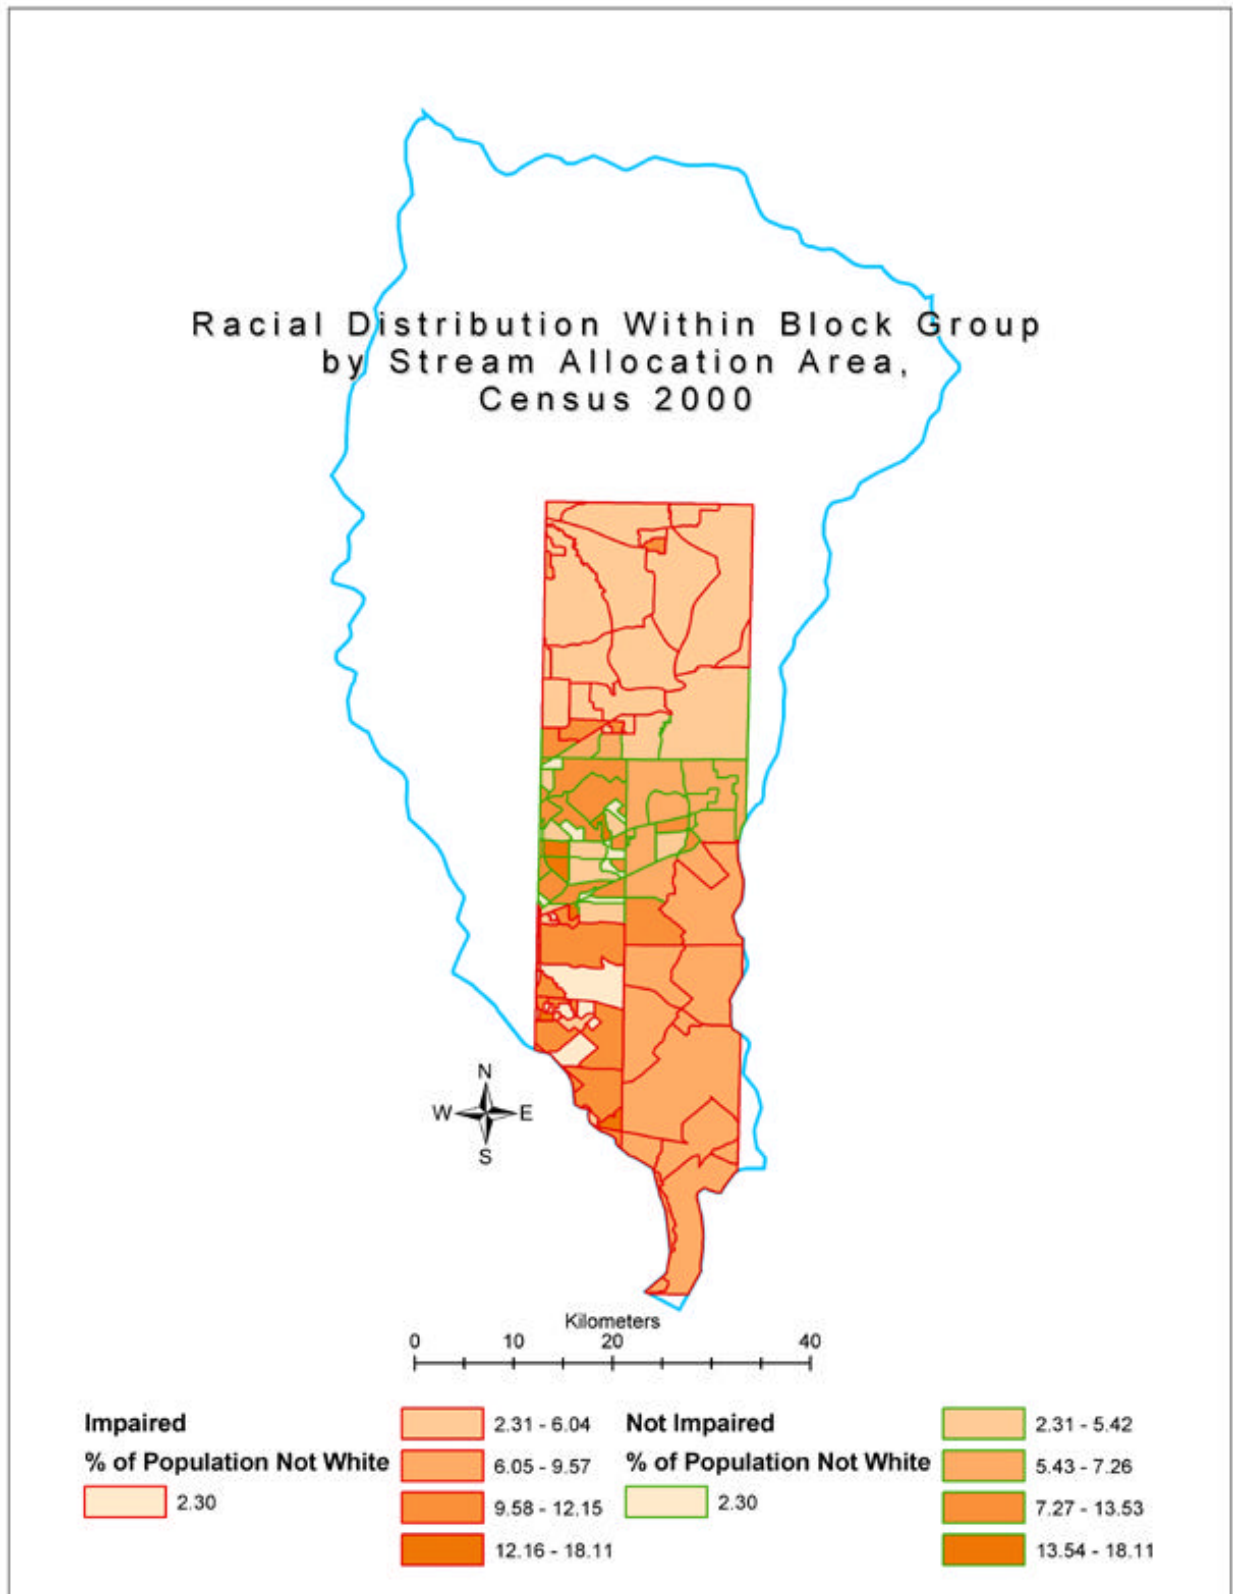 Racial Distribution Within Block Group
by Stream Allocation Area,
Census 2000
N
W E
S
Kilometers
0 10 20 40
Impaired
% of Population Not White
2.30
2.31 - 6.04
6.05 - 9.57
9.58 - 12.15
12.16 - 18.11
Not Impaired
% of Population Not White
2.30
2.31 - 5.42
5.43 - 7.26
7.27 - 13.53
13.54 - 18.11